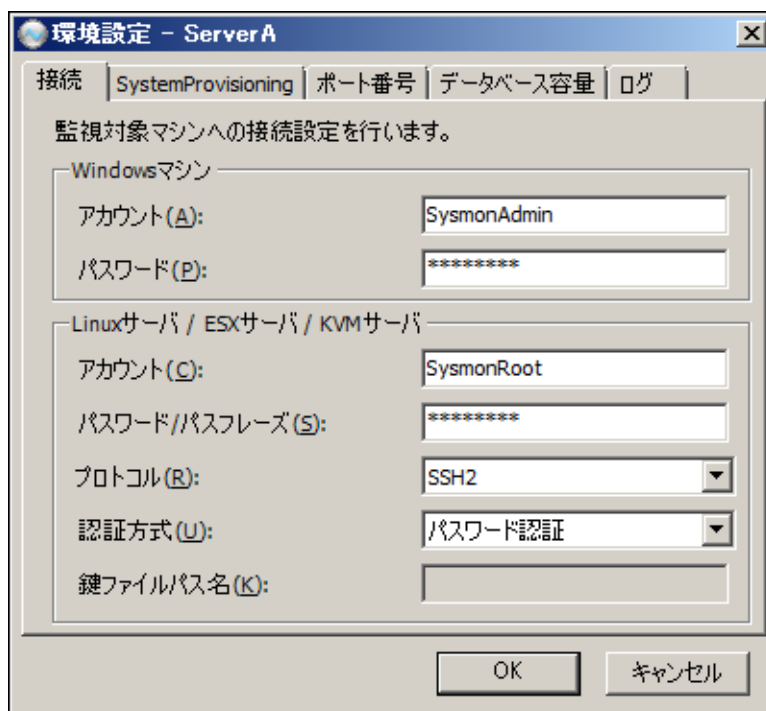 環境設定 - ServerA
接続 SystemProvisioning ポート番号 データベース容量 ログ
監視対象マシンへの接続設定を行います。
Windowsマシン
アカウント(A): SysmonAdmin
パスワード(P): ********
Linuxサーバ / ESXサーバ / KVMサーバ
アカウント(C): SysmonRoot
パスワード/パスフレーズ(S): ********
プロトコル(R): SSH2
認証方式(U): パスワード認証
鍵ファイルパス名(K):
OK キャンセル